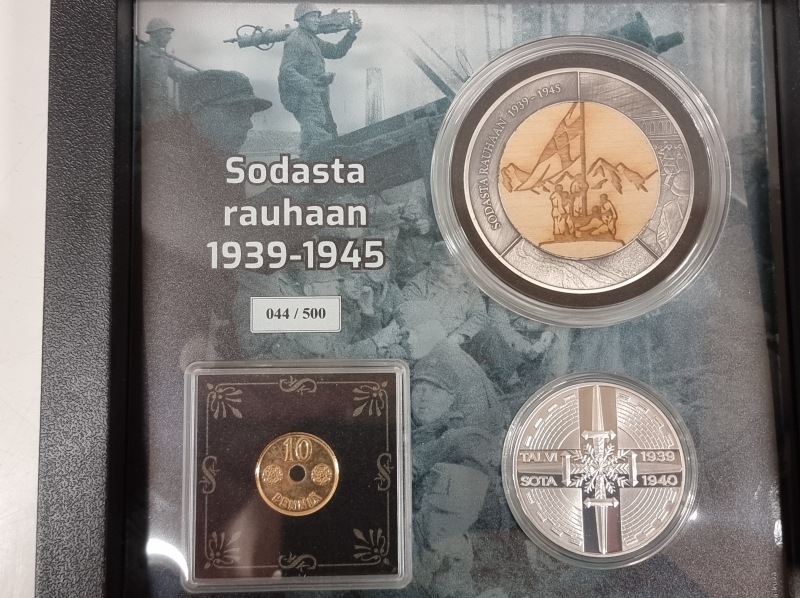 SODASTA RAUHAAN 1939-1945
Sodasta
rauhaan
1939-1945
044 / 500
10
PENNIÄ
TALVI 1939
SOTA 1940